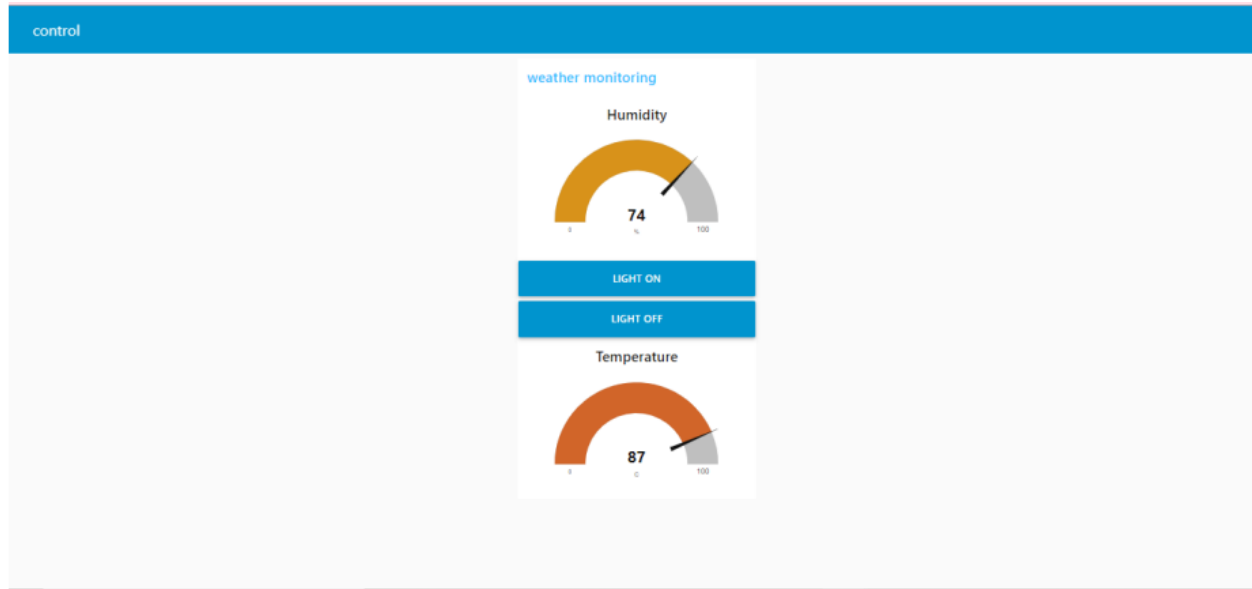 control
weather monitoring
Humidity
74
0 % 100
LIGHT ON
LIGHT OFF
Temperature
87
0 C 100